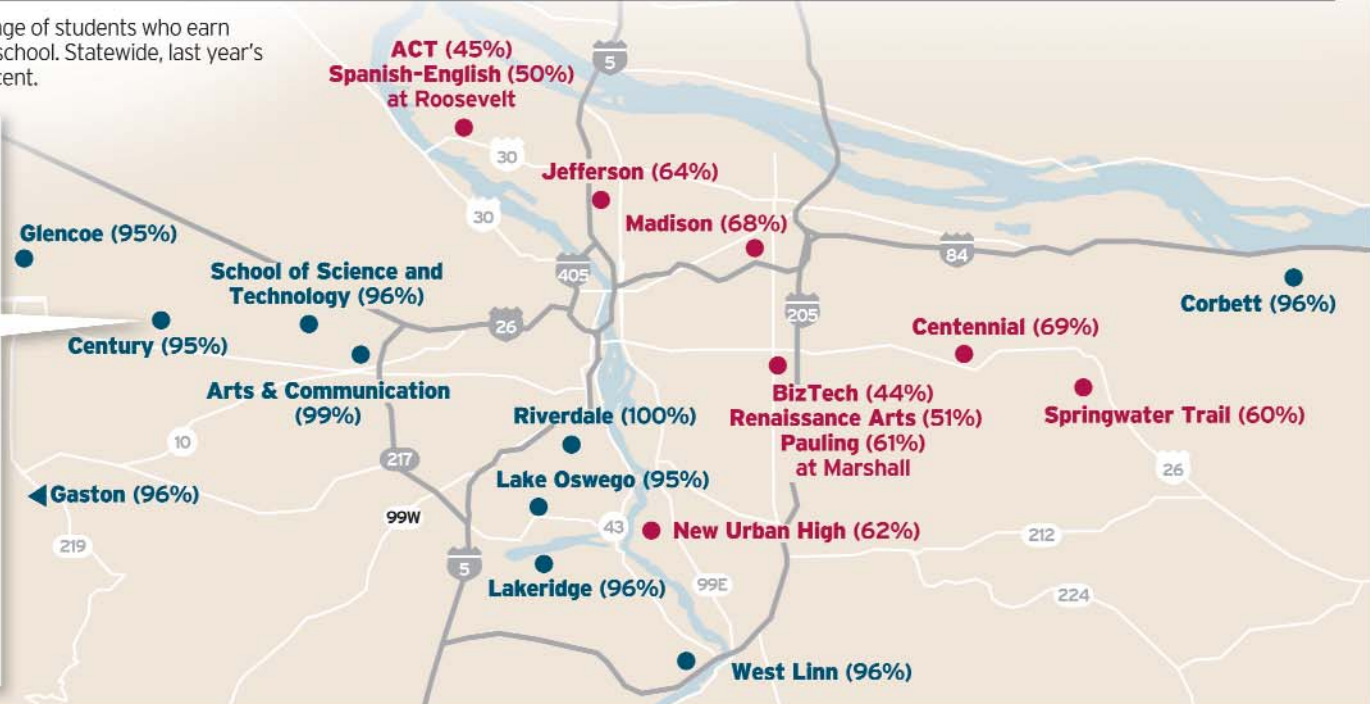 age of students who earn
school. Statewide, last year's
cent.
ACT (45%)
Spanish-English (50%)
at Roosevelt
5
30
Jefferson (64%)
30
Madison (68%)
Glencoe (95%)
84
School of Science and
Technology (96%)
405
Corbett (96%)
26
205
Centennial (69%)
Century (95%)
Arts & Communication
(99%)
BizTech (44%)
Renaissance Arts (51%)
Pauling (61%)
at Marshall
Springwater Trail (60%)
Riverdale (100%)
10
217
26
Lake Oswego (95%)
Gaston (96%)
99W
43
New Urban High (62%)
212
219
5
Lakeridge (96%)
99E
224
West Linn (96%)